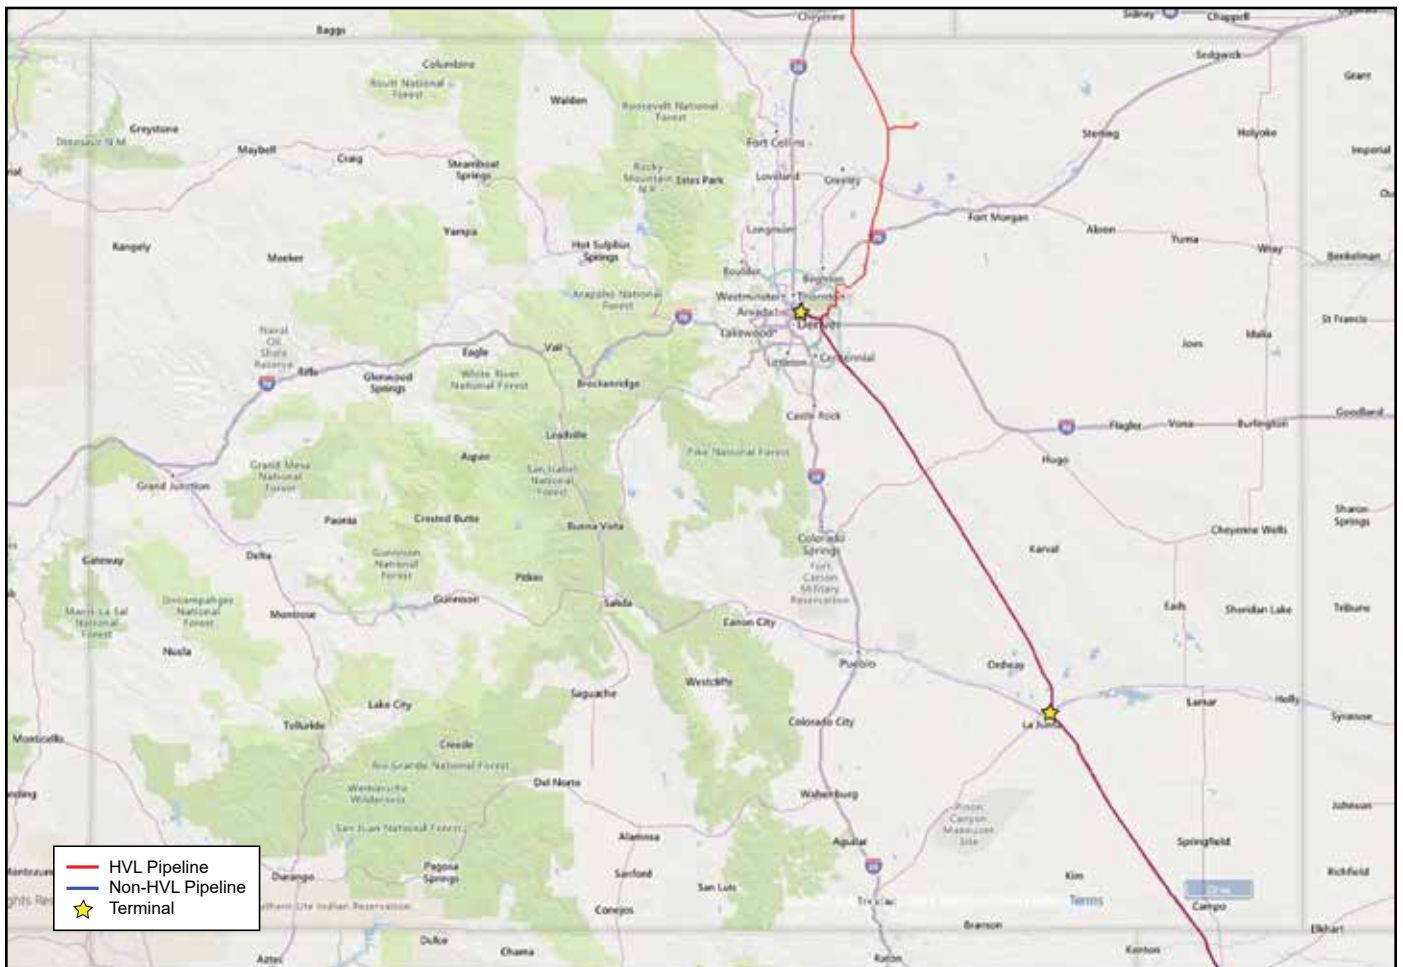 Baggs
Cheyenne
Sidney
Chappell
Sedgwick
Columbine
Routt National
Forest
Walden
Roosevelt National
Forest
Grant
Greystone
Dinosaur N.M.
Maybell
Craig
Steamboat
Springs
Fort Collins
Sterling
Holyoke
Imperial
Rocky
Mountain
N.P.
Estes Park
Loveland
Greeley
Fort Morgan
Rangely
Meeker
Yampa
Hot Sulphur
Springs
Longmont
Akron
Yuma
Wray
Benkelman
Boulder
Brighton
Arapaho National
Forest
Westminster
Thornton
Arvada
Denver
Lakewood
St Francis
Naval
Oil
Shale
Reserve
Joes
Littleton
Centennial
Rifle
Glenwood
Springs
Eagle
Vail
White River
National Forest
Breckenridge
Castle Rock
Flagler
Vona
Burlington
Goodland
Leadville
Hugo
Grand Mesa
National
Forest
Aspen
San Isabel
National
Forest
Pike National Forest
Grand Junction
Paonia
Crested Butte
Buena Vista
Colorado
Springs
Cheyenne Wells
Sharon
Springs
Gateway
Delta
Gunnison
National
Forest
Pitkin
Karval
Fort
Carson
Military
Reservation
Manti-La Sal
National
Forest
Uncompahgre
National
Forest
Montrose
Gunnison
Salida
Canon City
Eads
Sheridan Lake
Tribune
Nucla
Pueblo
Ordway
Saguache
Westcliffe
Lake City
Telluride
Colorado City
La Junta
Lamar
Holly
Syracuse
Monticello
Creede
Rio Grande National Forest
Weminuche
Wilderness
Del Norte
Walsenburg
Pinon
Canyon
Maneuver
Site
Johnson
San Juan National Forest
Alamosa
Aguilar
Springfield
Pagosa
Springs
Sanford
San Luis
Kim
Richfield
Durango
Conejos
Trinidad
Terms
Campo
Branson
Elkhart
Dulce
Chama
Aztec
Raton
Kenton
HVL Pipeline
Non-HVL Pipeline
Terminal